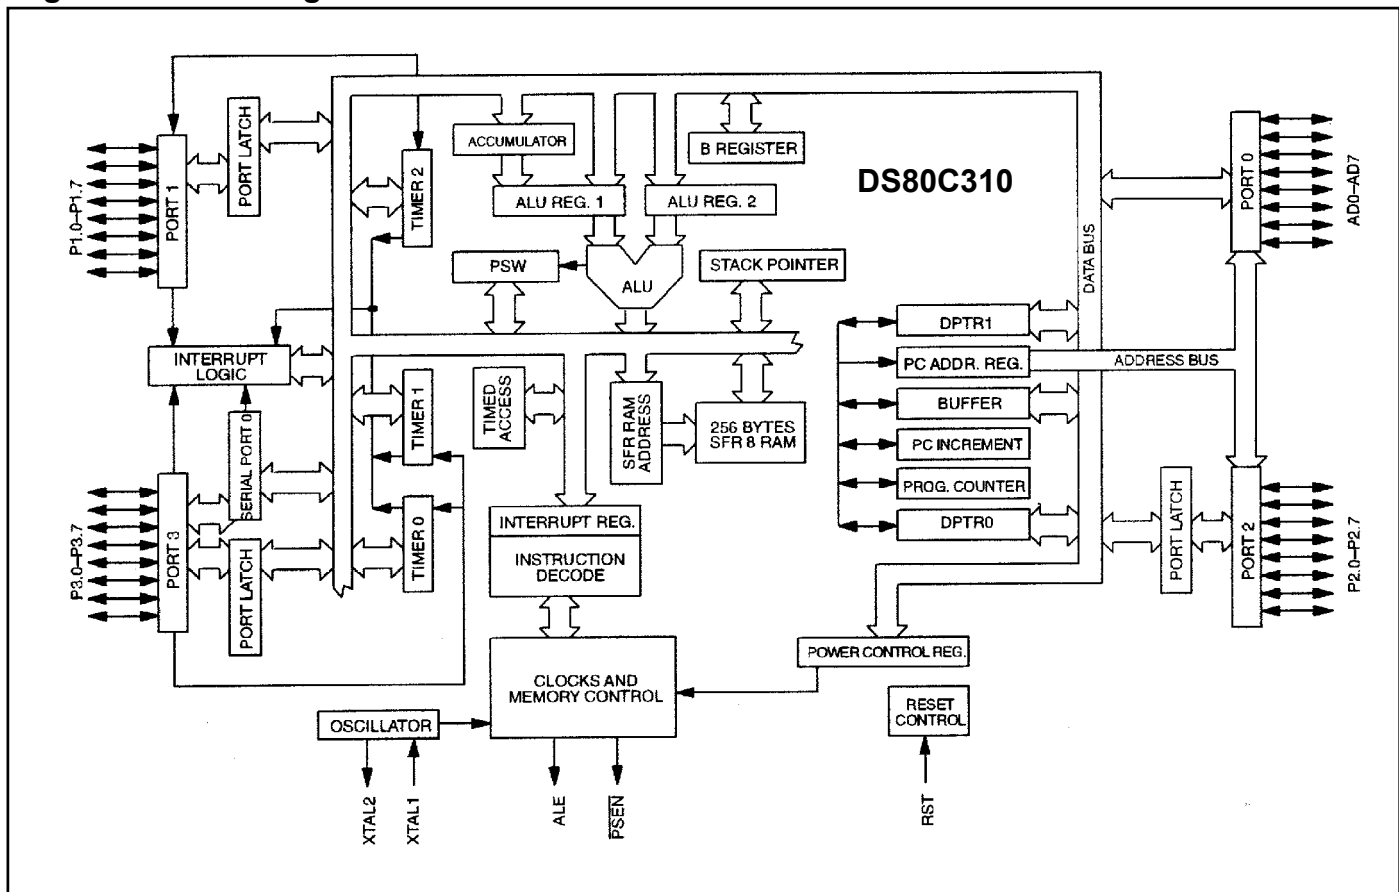 PORT LATCH
ACCUMULATOR
B REGISTER
PORT 0
AD0–AD7
P1.0–P1.7
PORT 1
TIMER 2
DS80C310
ALU REG. 1
ALU REG. 2
DATA BUS
PSW
ALU
STACK POINTER
DPTR1
INTERRUPT
LOGIC
PC ADDR. REG.
ADDRESS BUS
TIMER 1
TIMED
ACCESS
SFR RAM
ADDRESS
256 BYTES
SFR 8 RAM
BUFFER
PC INCREMENT
SERIAL PORT 0
PROG. COUNTER
P3.0–P3.7
PORT 3
PORT LATCH
TIMER 0
INTERRUPT REG.
INSTRUCTION
DECODE
DPTR0
PORT LATCH
PORT 2
P2.0–P2.7
POWER CONTROL REG.
CLOCKS AND
MEMORY CONTROL
RESET
CONTROL
OSCILLATOR
XTAL2
XTAL1
ALE
PSEN
RST